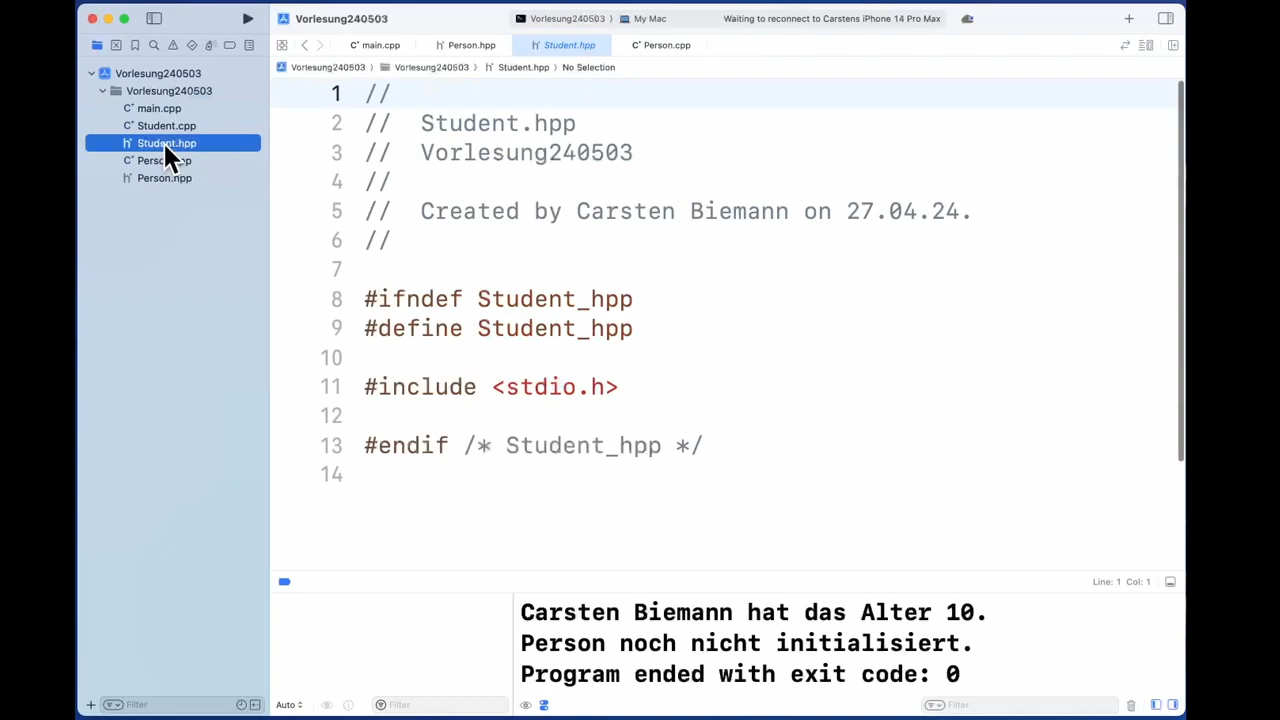 Vorlesung240503
Vorlesung240503 〉 My Mac
Waiting to reconnect to Carstens iPhone 14 Pro Max
main.cpp
Person.hpp
Student.hpp
Person.cpp
Vorlesung240503 〉 Vorlesung240503 〉 Student.hpp 〉 No Selection
Vorlesung240503
Vorlesung240503
main.cpp
Student.cpp
Student.hpp
Person.hpp
1 //
2 // Student.hpp
3 // Vorlesung240503
4 //
5 // Created by Carsten Biemann on 27.04.24.
6 //
7
8 #ifndef Student_hpp
9 #define Student_hpp
10
11 #include <stdio.h>
12
13 #endif /* Student_hpp */
14
Line: 1 Col: 1
Carsten Biemann hat das Alter 10.
Person noch nicht initialisiert.
Program ended with exit code: 0
Filter
Auto
Filter
Filter